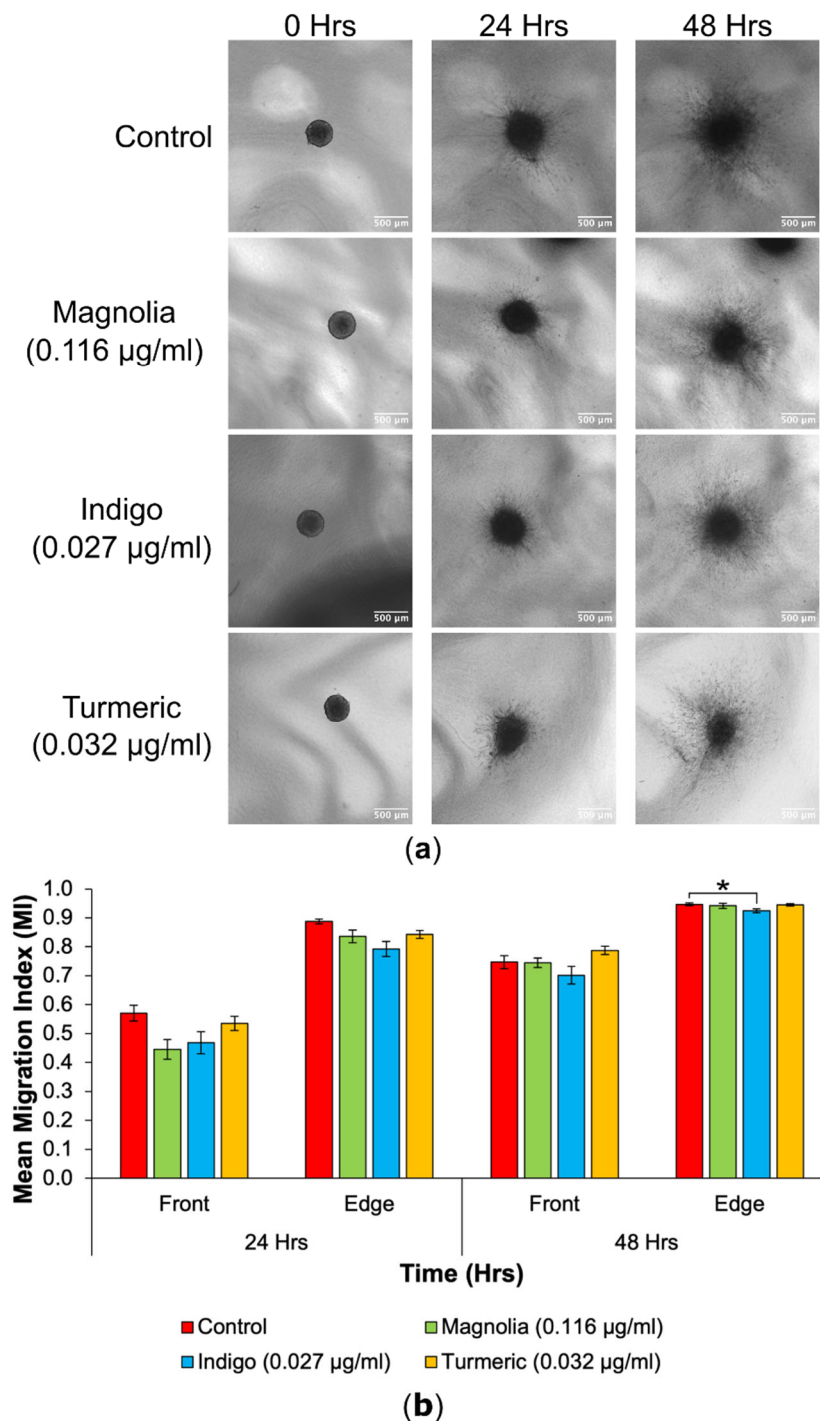 0 Hrs 24 Hrs 48 Hrs
Control
500 µm 500 µm 500 µm
Magnolia
(0.116 µg/ml)
500 µm 500 µm 500 µm
Indigo
(0.027 µg/ml)
500 µm 500 µm 500 µm
Turmeric
(0.032 µg/ml)
500 µm 500 µm 500 µm
(a)
Mean Migration Index (MI)
1.0
0.9
0.8
0.7
0.6
0.5
0.4
0.3
0.2
0.1
0.0
*
Front Edge Front Edge
24 Hrs 48 Hrs
Time (Hrs)
Control Magnolia (0.116 µg/ml)
Indigo (0.027 µg/ml) Turmeric (0.032 µg/ml)
(b)